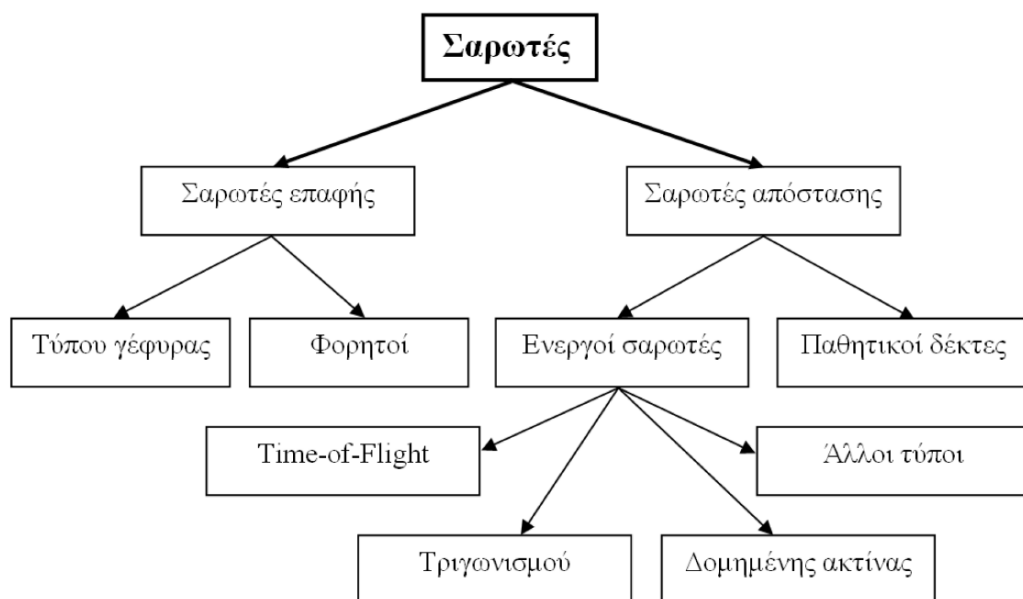 Σαρωτές
Σαρωτές επαφής
Σαρωτές απόστασης
Τύπου γέφυρας
Φορητοί
Ενεργοί σαρωτές
Παθητικοί δέκτες
Time-of-Flight
Άλλοι τύποι
Τριγωνισμού
Δομημένης ακτίνας